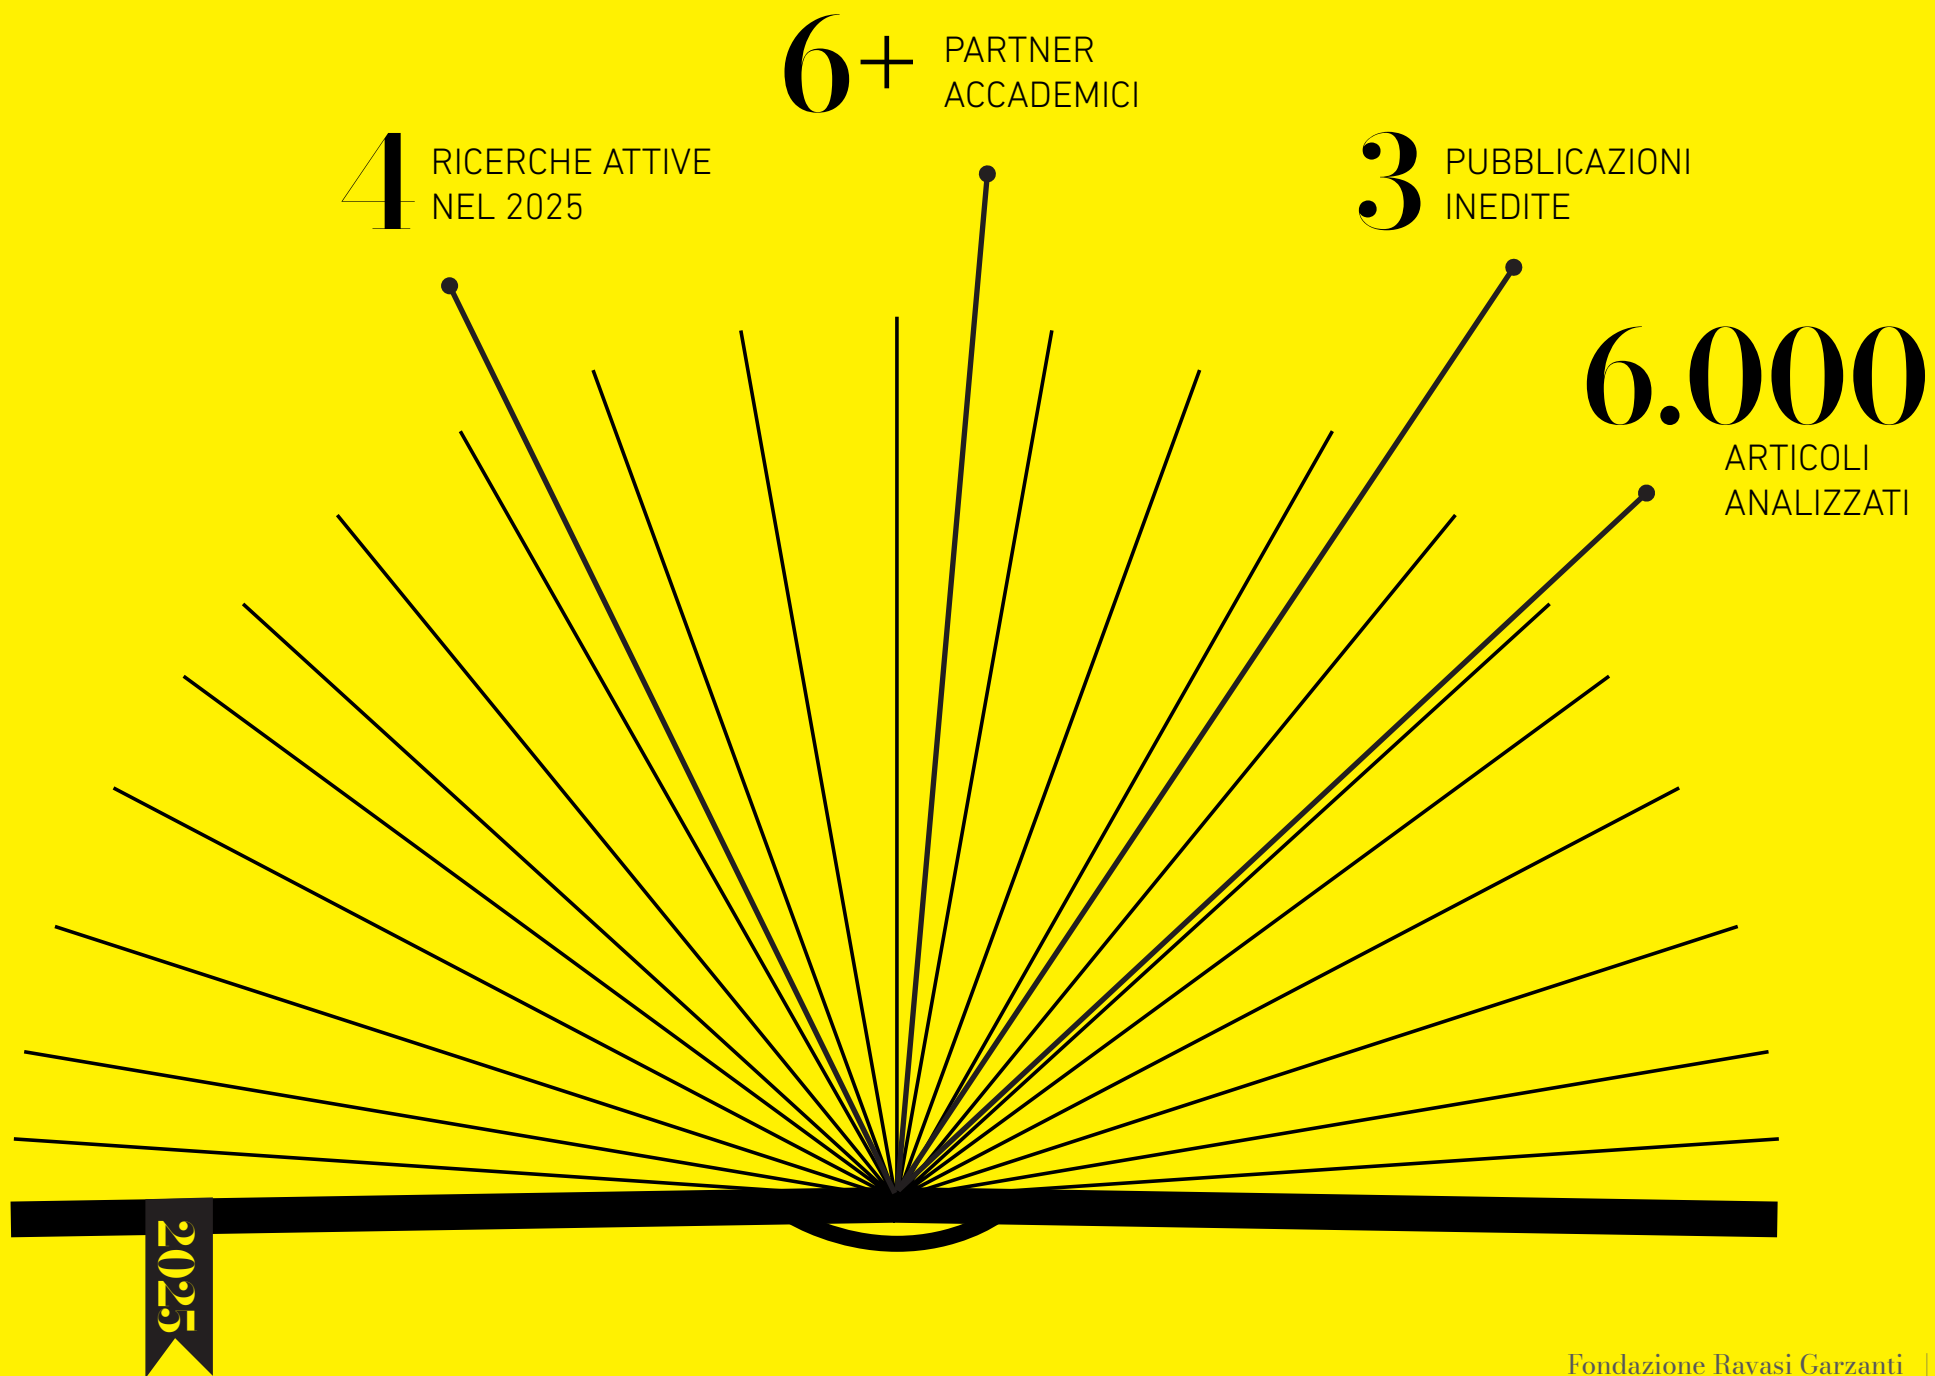 6+ PARTNER
ACCADEMICI
4 RICERCHE ATTIVE
NEL 2025
3 PUBBLICAZIONI
INEDITE
6.000
ARTICOLI
ANALIZZATI
2025
Fondazione Ravasi Garzanti |